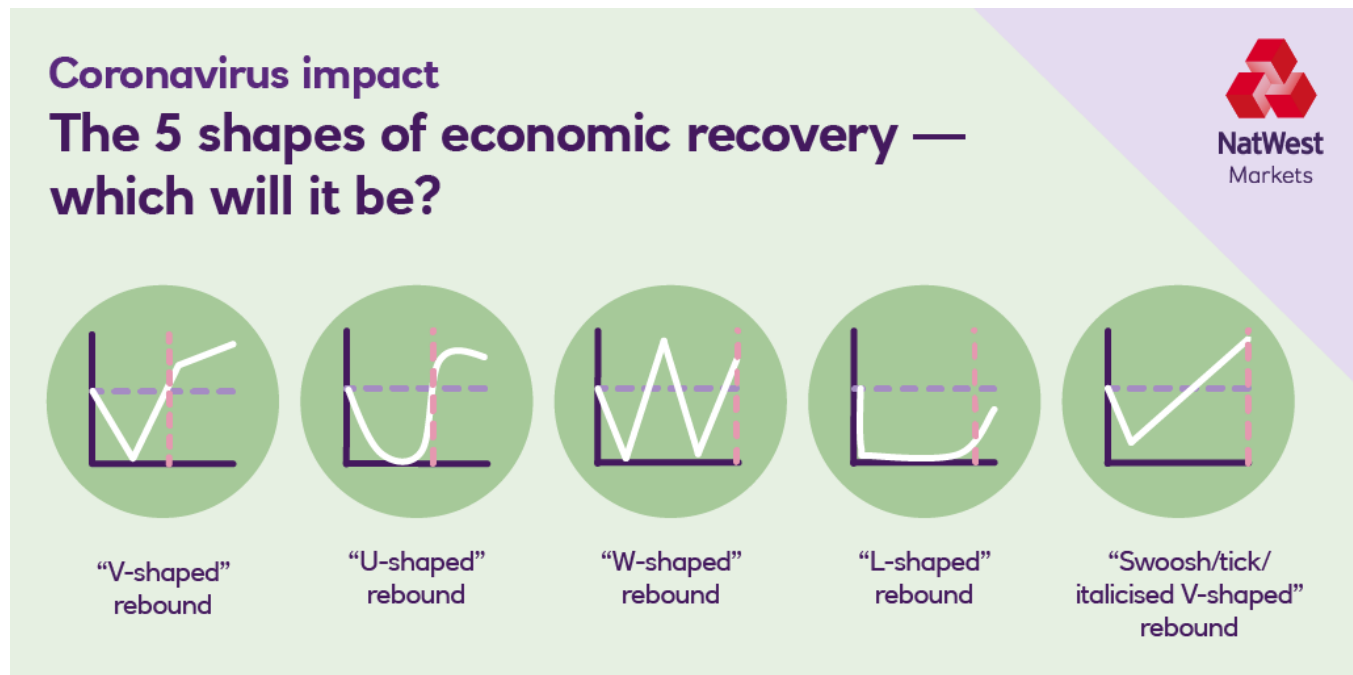 Coronavirus impact
The 5 shapes of economic recovery —
which will it be?
NatWest
Markets
“V-shaped”
rebound
“U-shaped”
rebound
“W-shaped”
rebound
“L-shaped”
rebound
“Swoosh/tick/
italicised V-shaped”
rebound